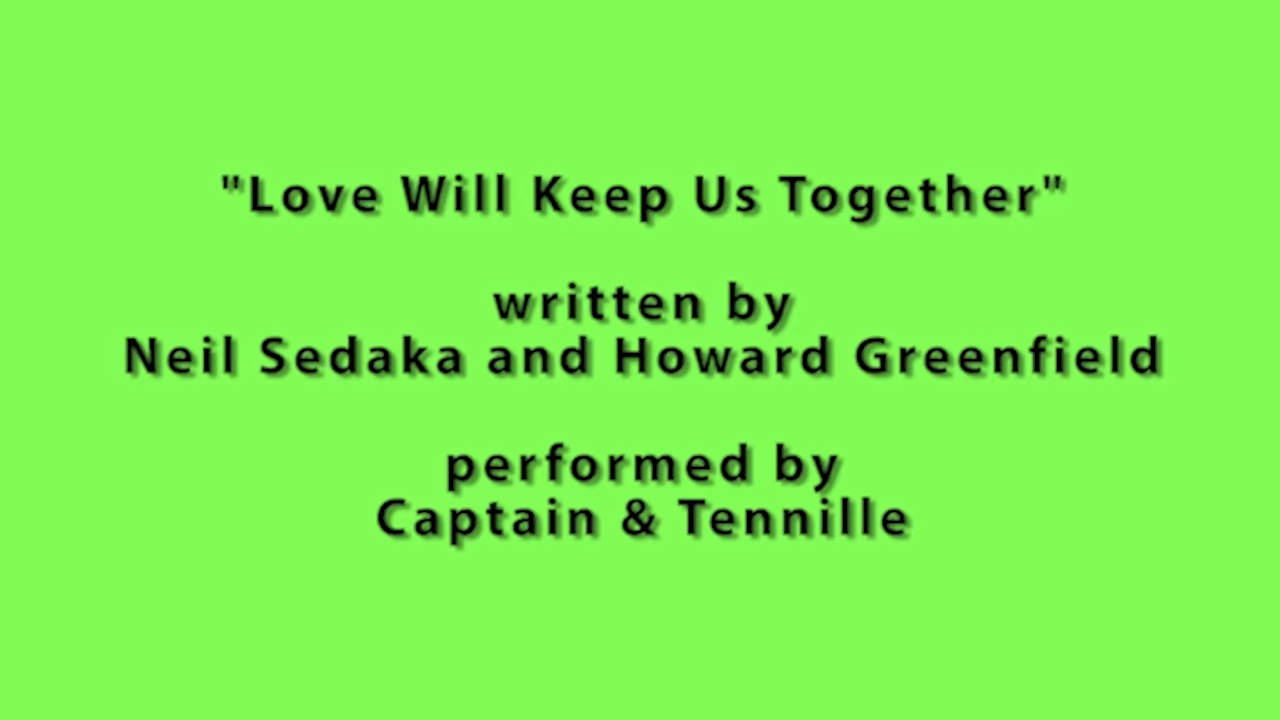 "Love Will Keep Us Together"
written by
Neil Sedaka and Howard Greenfield
performed by
Captain & Tennille